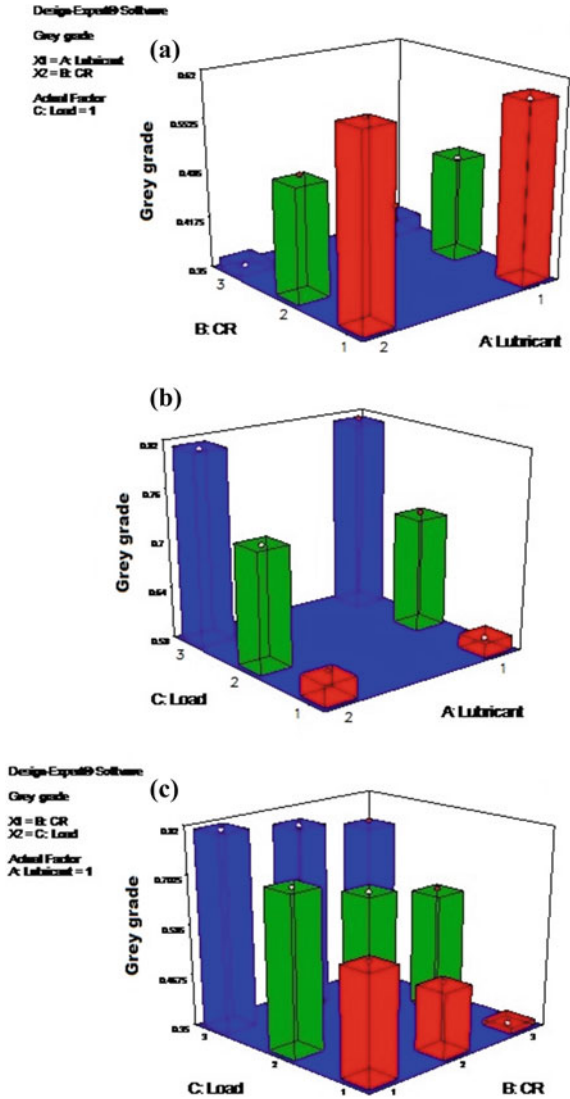 Design-Expert® Software
Grey grade
X1 = A: Lubricant
X2 = B: CR
Actual Factor
C: Load = 1
(a)
0.62
0.5525
0.485
0.4175
0.35
Grey grade
3
2
1
B: CR
2
1
A: Lubricant
(b)
0.82
0.76
0.7
0.64
0.58
Grey grade
3
2
1
C: Load
2
1
A: Lubricant
Design-Expert® Software
Grey grade
X1 = B: CR
X2 = C: Load
Actual Factor
A: Lubricant = 1
(c)
0.82
0.7025
0.585
0.4675
0.35
Grey grade
3
2
1
C: Load
1
2
3
B: CR